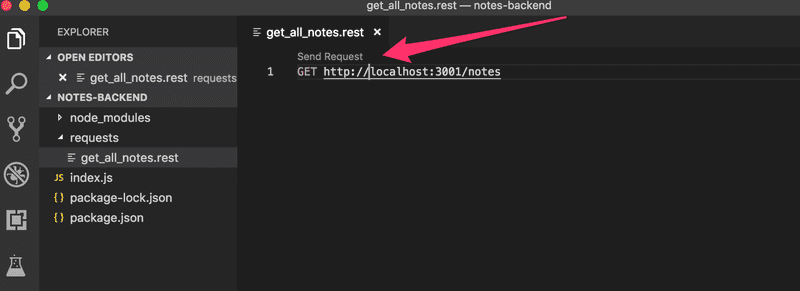 get_all_notes.rest — notes-backend
EXPLORER
OPEN EDITORS
get_all_notes.rest requests
NOTES-BACKEND
node_modules
requests
get_all_notes.rest
JS index.js
{ } package-lock.json
{ } package.json
get_all_notes.rest
Send Request
1 GET http://localhost:3001/notes